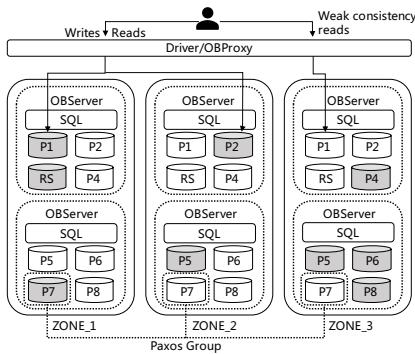 Writes Reads
Weak consistency
reads
Driver/OBProxy
OBServer
SQL
P1 P2
RS P4
OBServer
SQL
P5 P6
P7 P8
ZONE_1
OBServer
SQL
P1 P2
RS P4
OBServer
SQL
P5 P6
P7 P8
ZONE_2
OBServer
SQL
P1 P2
RS P4
OBServer
SQL
P5 P6
P7 P8
ZONE_3
Paxos Group